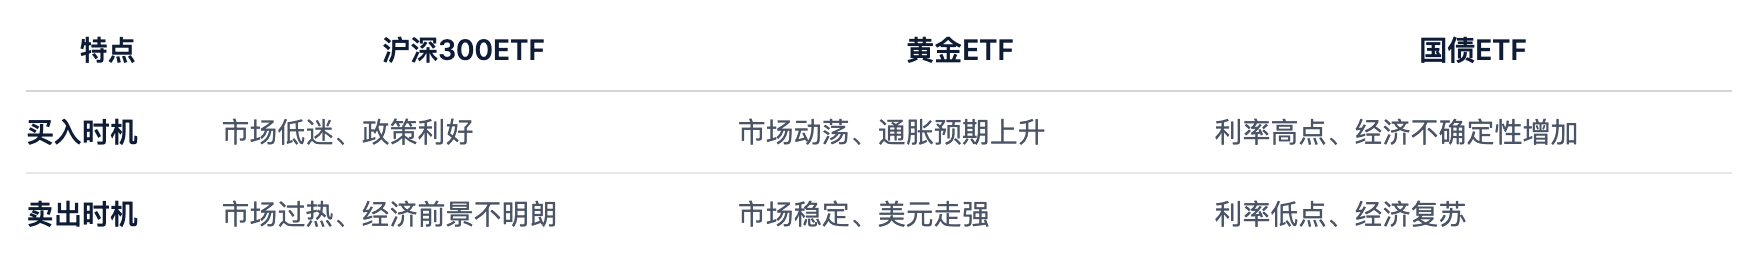 特点 沪深300ETF 黄金ETF 国债ETF
买入时机 市场低迷、政策利好 市场动荡、通胀预期上升 利率高点、经济不确定性增加
卖出时机 市场过热、经济前景不明朗 市场稳定、美元走强 利率低点、经济复苏